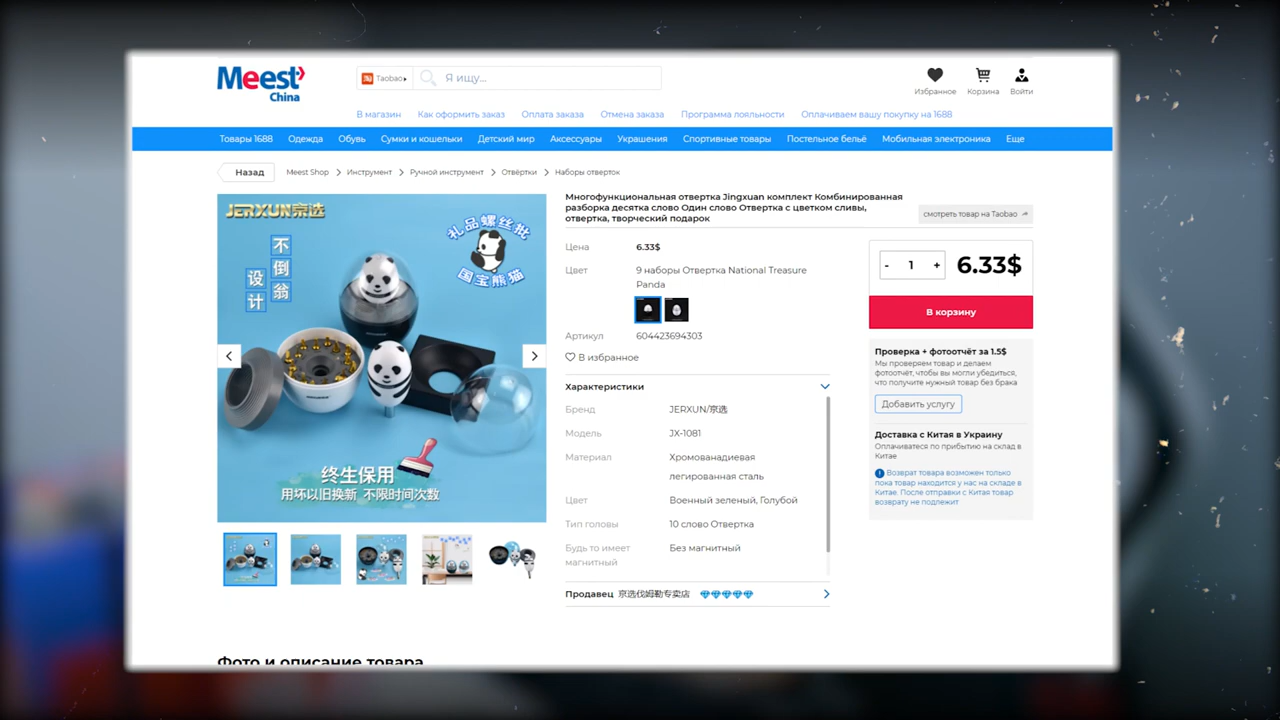 Meest
China
Taobao
Я ищу...
Избранное
Корзина
Войти
В магазин
Как оформить заказ
Оплата заказа
Отмена заказа
Программа лояльности
Оплачиваем вашу покупку на 1688
Товары 1688
Одежда
Обувь
Сумки и кошельки
Детский мир
Аксессуары
Украшения
Спортивные товары
Постельное бельё
Мобильная электроника
Еще
Назад
Meest Shop
Инструмент
Ручной инструмент
Отвёртки
Наборы отверток
JERXUN京选
不倒翁
设计
礼品螺丝批
国宝熊猫
终生保用
用坏以旧换新 不限时间次数
Многофункциональная отвертка Jingxuan комплект Комбинированная
разборка десятка слово Один слово Отвертка с цветком сливы,
отвертка, творческий подарок
смотреть товар на Taobao
Цена
6.33$
Цвет
9 наборы Отвертка National Treasure
Panda
Артикул
604423694303
В избранное
Характеристики
Бренд
JERXUN/京选
Модель
JX-1081
Материал
Хромованадиевая
легированная сталь
Цвет
Военный зеленый, Голубой
Тип головы
10 слово Отвертка
Будь то имеет
магнитный
Без магнитный
Продавец
京选伐姆勒专卖店
- 1 +
6.33$
В корзину
Проверка + фотоотчёт за 1.5$
Мы проверяем товар и делаем
фотоотчёт, чтобы вы могли убедиться,
что получите нужный товар без брака
Добавить услугу
Доставка с Китая в Украину
Оплачиваеться по прибытию на склад в
Китае
Возврат товара возможен только
пока товар находится у нас на складе в
Китае. После отправки с Китая товар
возврату не подлежит
Фото и описание товара